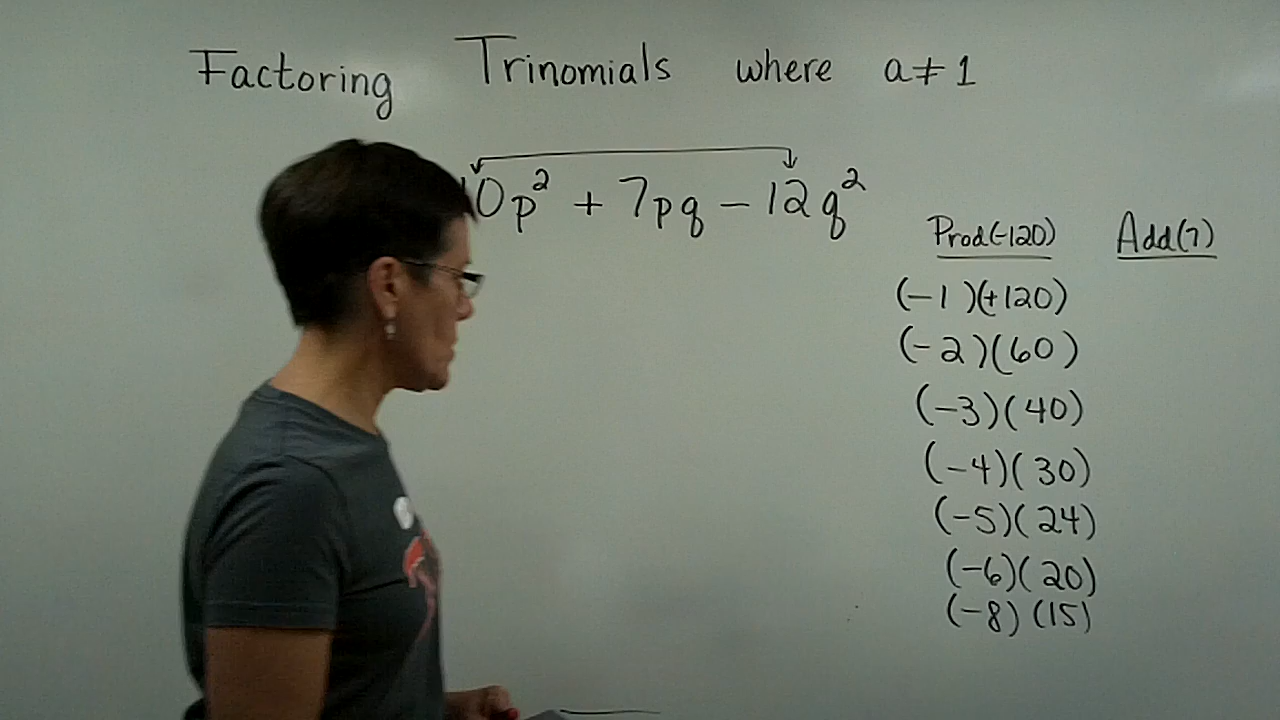 Factoring Trinomials where a≠1
10p² + 7pq − 12q²
Prod(-120) Add(7)
(-1)(+120)
(-2)(60)
(-3)(40)
(-4)(30)
(-5)(24)
(-6)(20)
(-8)(15)